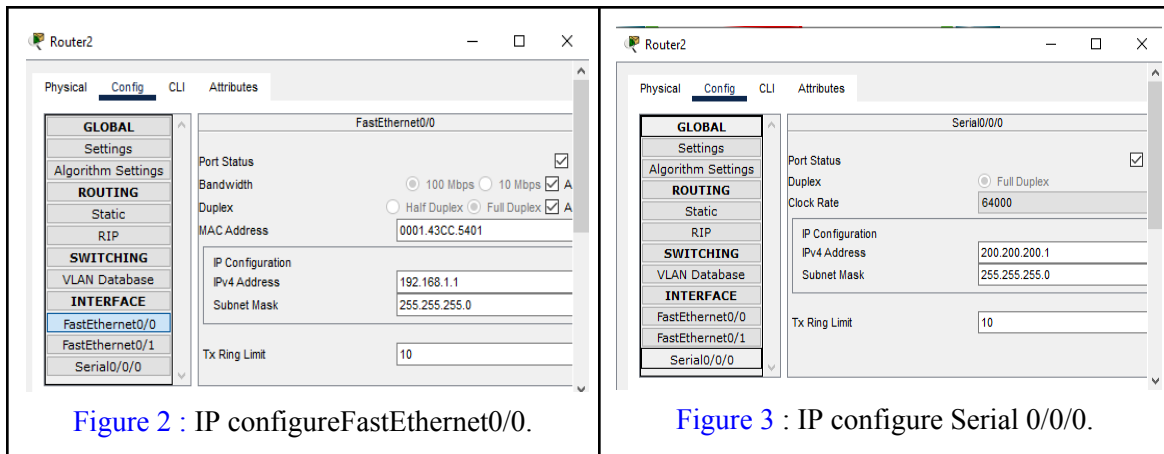 Router2
Physical Config CLI Attributes
GLOBAL
Settings
Algorithm Settings
ROUTING
Static
RIP
SWITCHING
VLAN Database
INTERFACE
FastEthernet0/0
FastEthernet0/1
Serial0/0/0
FastEthernet0/0
Port Status
Bandwidth 100 Mbps 10 Mbps A
Duplex Half Duplex Full Duplex A
MAC Address 0001.43CC.5401
IP Configuration
IPv4 Address 192.168.1.1
Subnet Mask 255.255.255.0
Tx Ring Limit 10
Figure 2 : IP configureFastEthernet0/0.
Router2
Physical Config CLI Attributes
GLOBAL
Settings
Algorithm Settings
ROUTING
Static
RIP
SWITCHING
VLAN Database
INTERFACE
FastEthernet0/0
FastEthernet0/1
Serial0/0/0
Serial0/0/0
Port Status
Duplex Full Duplex
Clock Rate 64000
IP Configuration
IPv4 Address 200.200.200.1
Subnet Mask 255.255.255.0
Tx Ring Limit 10
Figure 3 : IP configure Serial 0/0/0.